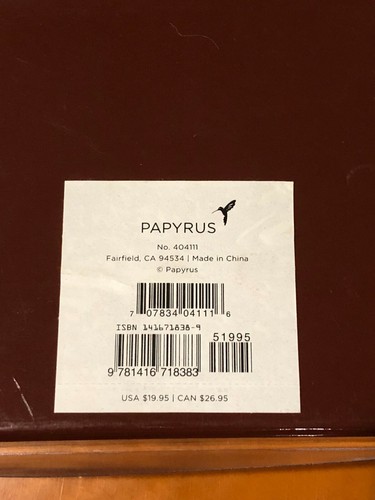 PAPYRUS
No. 404111
Fairfield, CA 94534 | Made in China
© Papyrus
7 07834 04111 6
ISBN 141671838-9
51995
9 781416 718383
USA $19.95 | CAN $26.95